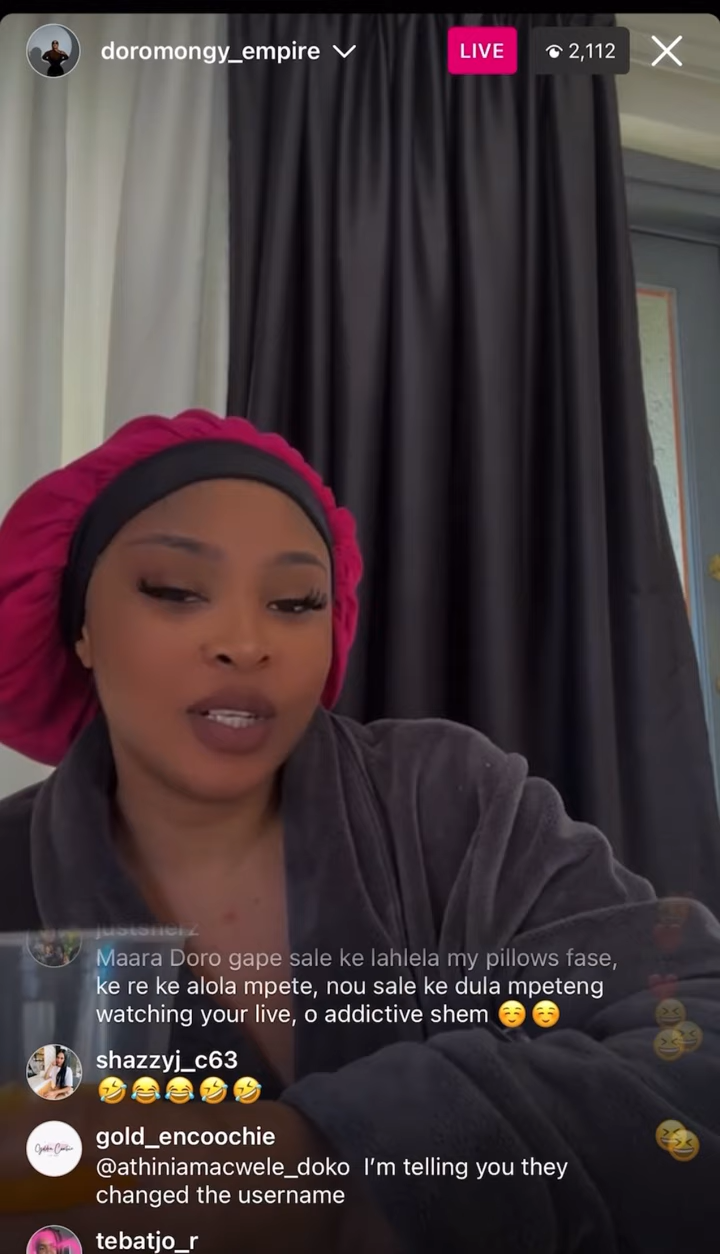 doromongy_empire
LIVE
2,112
justsherz
Maara Doro gape sale ke lahlela my pillows fase,
ke re ke alola mpete, nou sale ke dula mpeteng
watching your live, o addictive shem ☺️☺️
shazzyj_c63
🤣😂😂🤣🤣
gold_encoochie
@athiniamacwele_doko I’m telling you they
changed the username
tebatjo_r